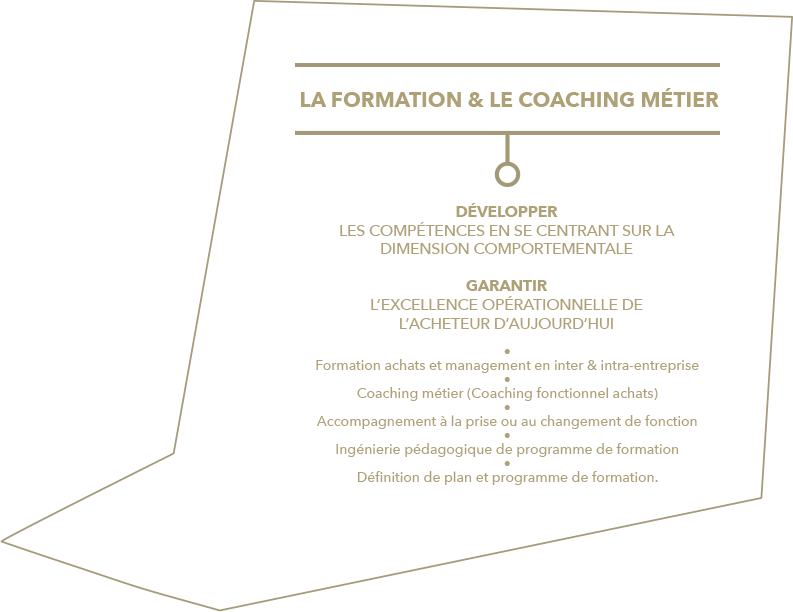 LA FORMATION & LE COACHING MÉTIER
DÉVELOPPER
LES COMPÉTENCES EN SE CENTRANT SUR LA
DIMENSION COMPORTEMENTALE
GARANTIR
L’EXCELLENCE OPÉRATIONNELLE DE
L’ACHETEUR D’AUJOURD’HUI
•
Formation achats et management en inter & intra-entreprise
•
Coaching métier (Coaching fonctionnel achats)
•
Accompagnement à la prise ou au changement de fonction
•
Ingénierie pédagogique de programme de formation
•
Définition de plan et programme de formation.